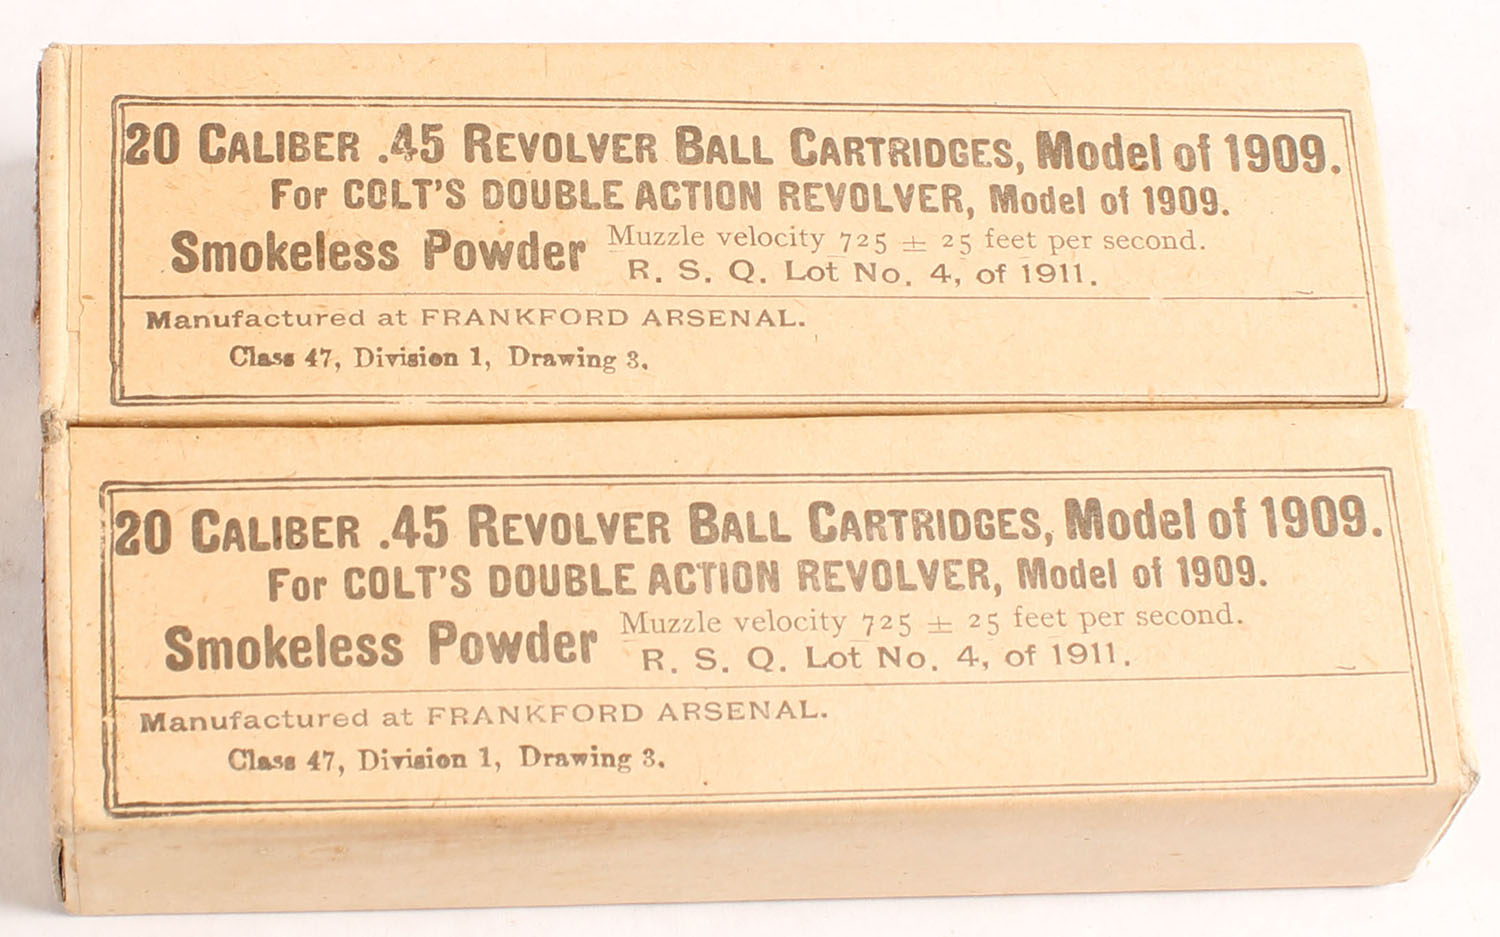 20 CALIBER .45 REVOLVER BALL CARTRIDGES, Model of 1909.
For COLT'S DOUBLE ACTION REVOLVER, Model of 1909.
Smokeless Powder Muzzle velocity 725 ± 25 feet per second.
R. S. Q. Lot No. 4, of 1911.
Manufactured at FRANKFORD ARSENAL.
Class 47, Division 1, Drawing 3.
20 CALIBER .45 REVOLVER BALL CARTRIDGES, Model of 1909.
For COLT'S DOUBLE ACTION REVOLVER, Model of 1909.
Smokeless Powder Muzzle velocity 725 ± 25 feet per second.
R. S. Q. Lot No. 4, of 1911.
Manufactured at FRANKFORD ARSENAL.
Class 47, Division 1, Drawing 3.